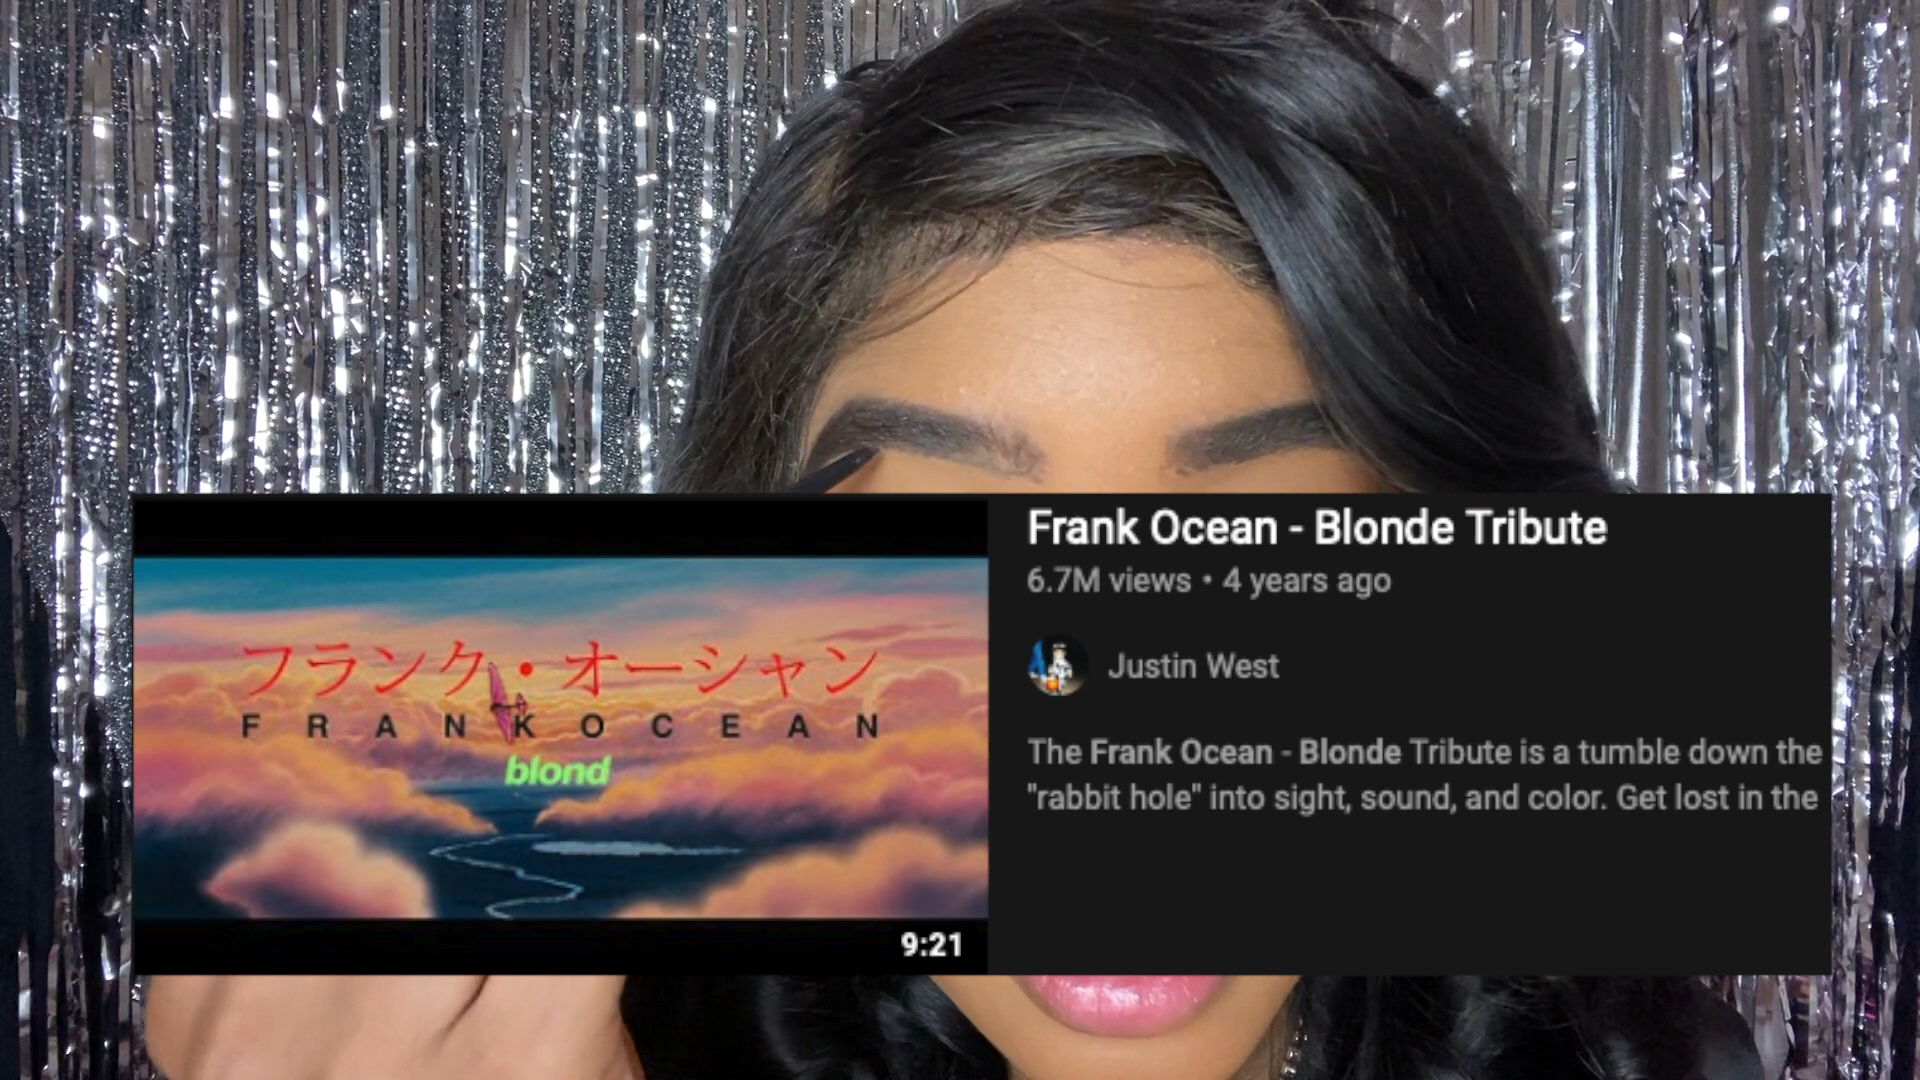 フランク・オーシャン
FRANK OCEAN
blond
9:21
Frank Ocean - Blonde Tribute
6.7M views • 4 years ago
Justin West
The Frank Ocean - Blonde Tribute is a tumble down the
"rabbit hole" into sight, sound, and color. Get lost in the